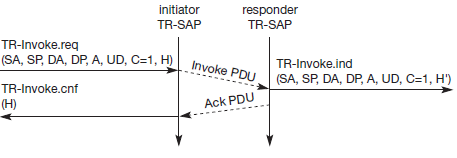 initiator
TR-SAP
responder
TR-SAP
TR-Invoke.req
(SA, SP, DA, DP, A, UD, C=1, H)
Invoke PDU
TR-Invoke.ind
(SA, SP, DA, DP, A, UD, C=1, H')
TR-Invoke.cnf
(H)
Ack PDU